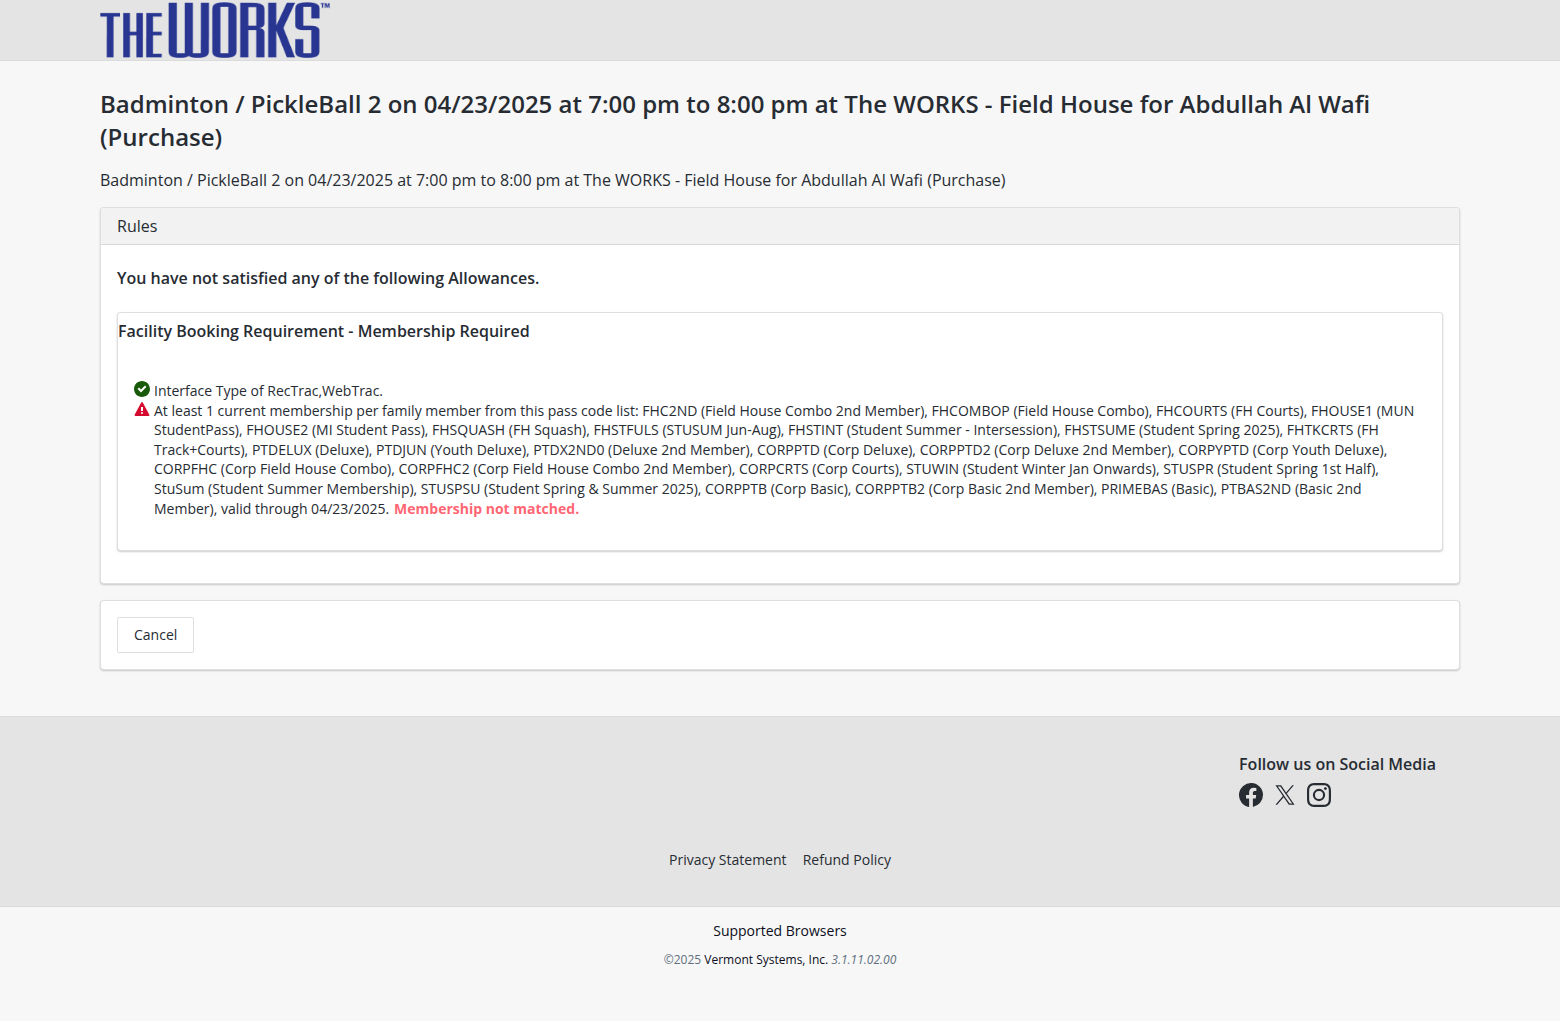 THE WORKS™
Badminton / PickleBall 2 on 04/23/2025 at 7:00 pm to 8:00 pm at The WORKS - Field House for Abdullah Al Wafi
(Purchase)
Badminton / PickleBall 2 on 04/23/2025 at 7:00 pm to 8:00 pm at The WORKS - Field House for Abdullah Al Wafi (Purchase)
Rules
You have not satisfied any of the following Allowances.
Facility Booking Requirement - Membership Required
Interface Type of RecTrac,WebTrac.
At least 1 current membership per family member from this pass code list: FHC2ND (Field House Combo 2nd Member), FHCOMBOP (Field House Combo), FHCOURTS (FH Courts), FHOUSE1 (MUN
StudentPass), FHOUSE2 (MI Student Pass), FHSQUASH (FH Squash), FHSTFULS (STUSUM Jun-Aug), FHSTINT (Student Summer - Intersession), FHSTSUME (Student Spring 2025), FHTKCRTS (FH
Track+Courts), PTDELUX (Deluxe), PTDJUN (Youth Deluxe), PTDX2ND0 (Deluxe 2nd Member), CORPPTD (Corp Deluxe), CORPPTD2 (Corp Deluxe 2nd Member), CORPYPTD (Corp Youth Deluxe),
CORPFHC (Corp Field House Combo), CORPFHC2 (Corp Field House Combo 2nd Member), CORPCRTS (Corp Courts), STUWIN (Student Winter Jan Onwards), STUSPR (Student Spring 1st Half),
StuSum (Student Summer Membership), STUSPSU (Student Spring & Summer 2025), CORPPTB (Corp Basic), CORPPTB2 (Corp Basic 2nd Member), PRIMEBAS (Basic), PTBAS2ND (Basic 2nd
Member), valid through 04/23/2025. Membership not matched.
Cancel
Follow us on Social Media
Privacy Statement Refund Policy
Supported Browsers
©2025 Vermont Systems, Inc. 3.1.11.02.00